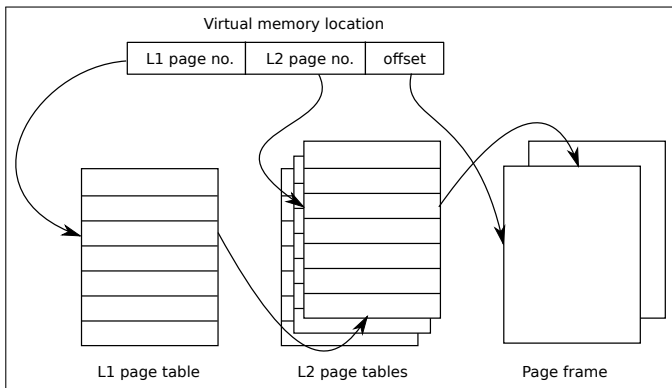 Virtual memory location
L1 page no. L2 page no. offset
L1 page table L2 page tables Page frame